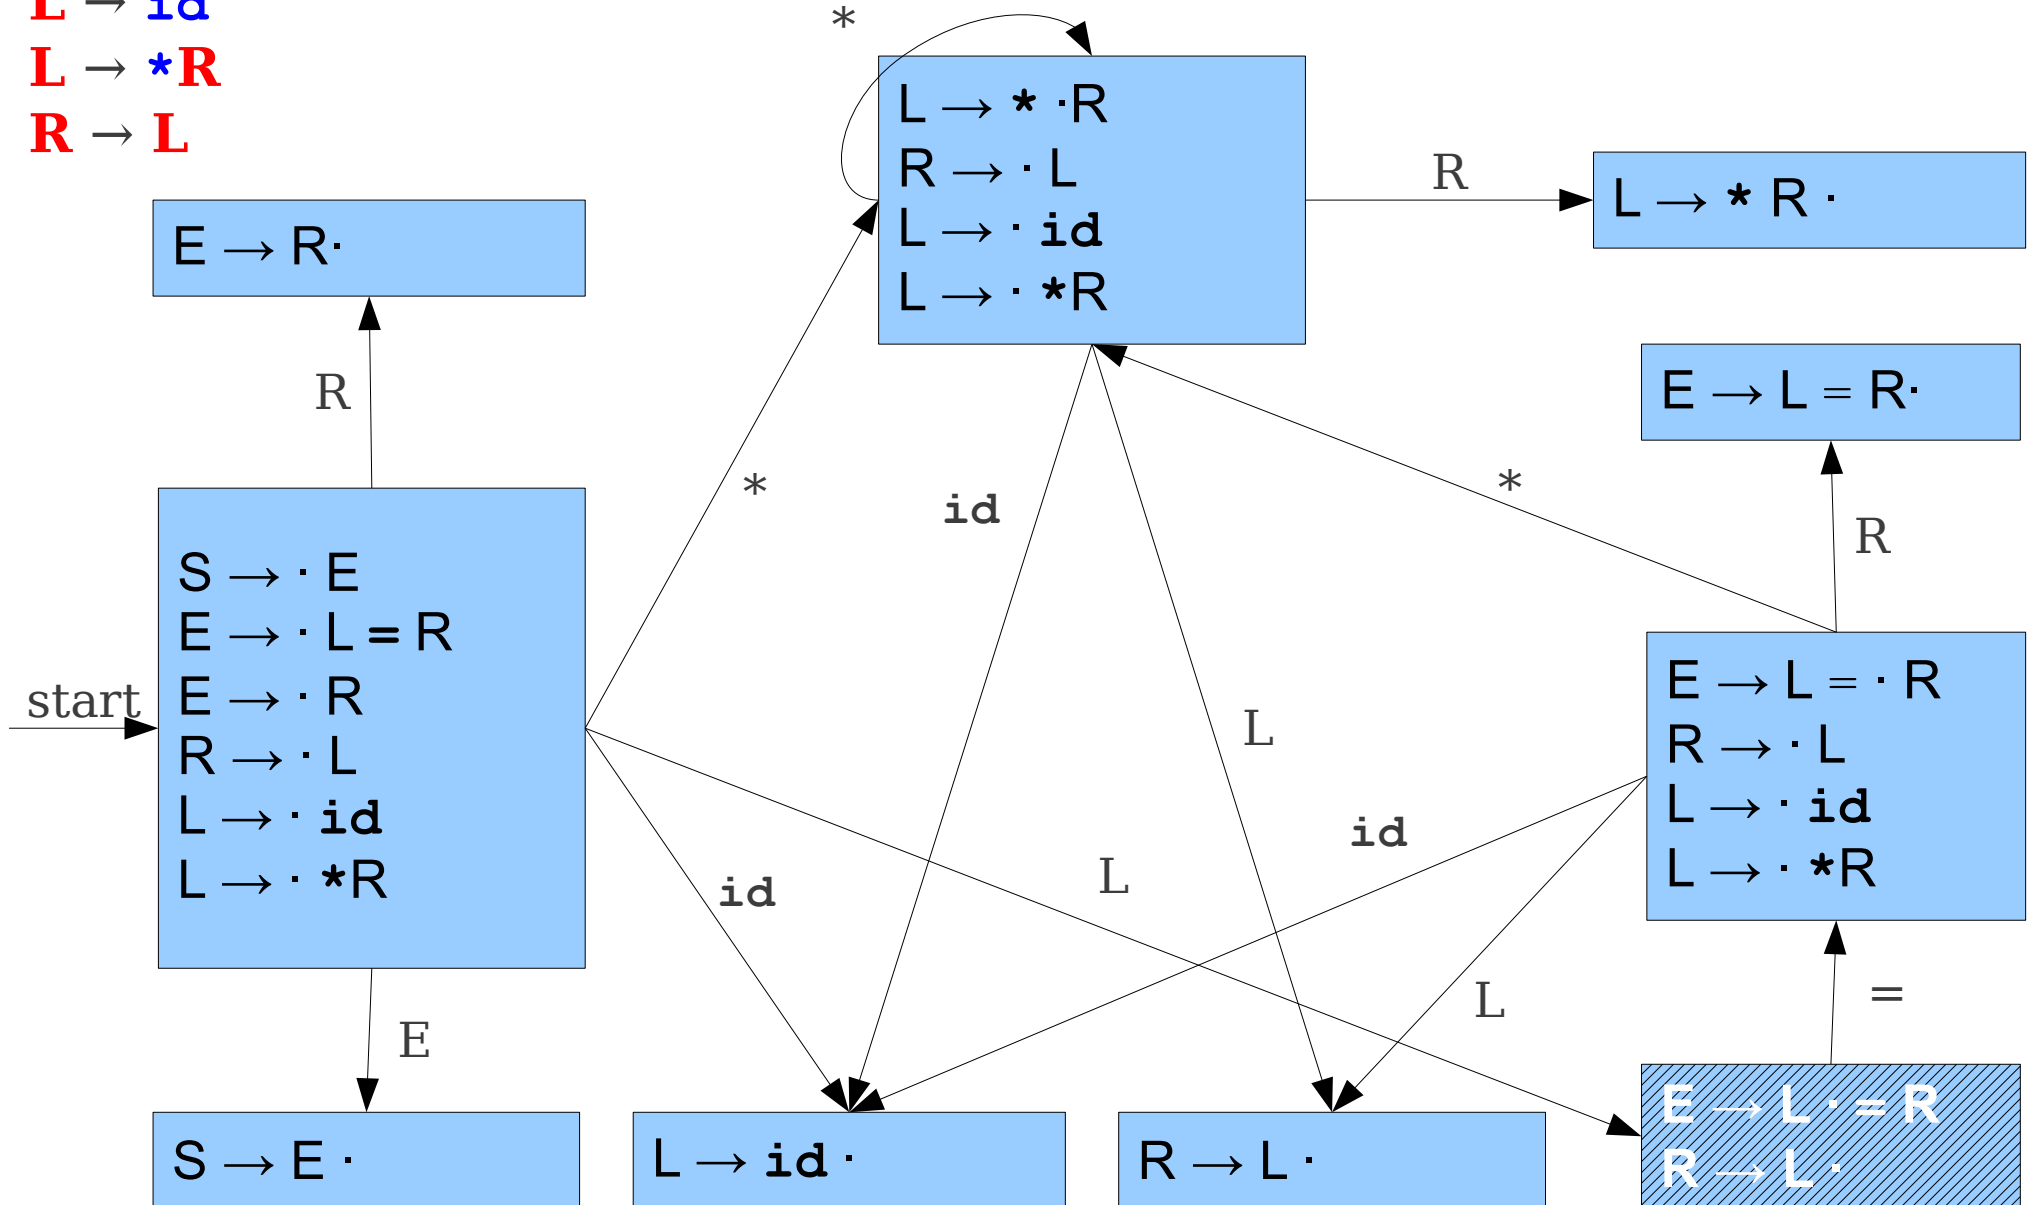 L → id
L → *R
R → L
*
L → * ·R
R → · L
L → · id
L → · *R
R
L → * R ·
E → R·
R
E → L = R·
*
id
*
R
S → · E
E → · L = R
E → · R
R → · L
L → · id
L → · *R
start
L
E → L = · R
R → · L
L → · id
L → · *R
id
L
id
L
=
E
S → E ·
L → id ·
R → L ·
E → L · = R
R → L ·